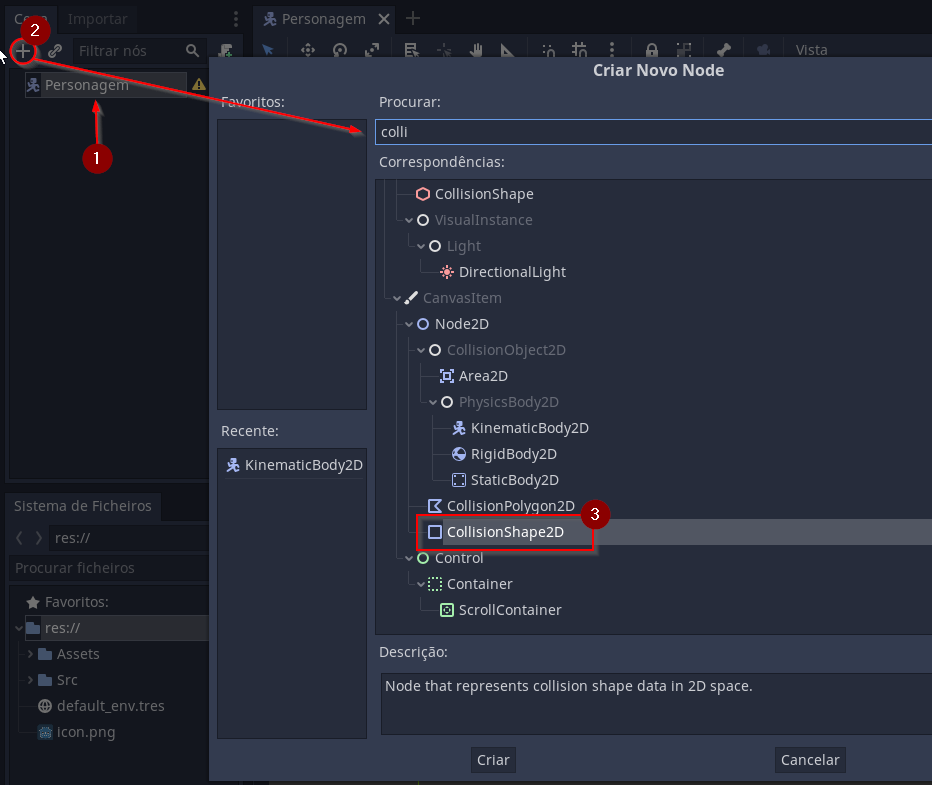 Importar
Personagem
2
Filtrar nós
Vista
Personagem
1
Criar Novo Node
Favoritos:
Procurar:
colli
Correspondências:
CollisionShape
VisualInstance
Light
DirectionalLight
CanvasItem
Node2D
CollisionObject2D
Area2D
PhysicsBody2D
KinematicBody2D
RigidBody2D
StaticBody2D
CollisionPolygon2D
3
CollisionShape2D
Control
Container
ScrollContainer
Recente:
KinematicBody2D
Descrição:
Node that represents collision shape data in 2D space.
Criar
Cancelar
Sistema de Ficheiros
res://
Procurar ficheiros
Favoritos:
res://
Assets
Src
default_env.tres
icon.png